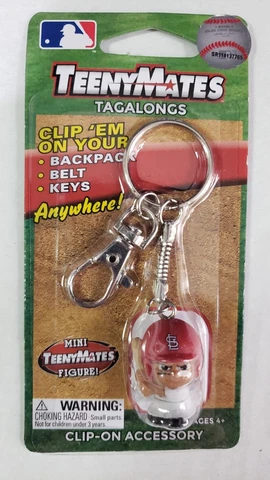 TEENYMATES
TAGALONGS
CLIP 'EM
ON YOUR
• BACKPACK
• BELT
• KEYS
Anywhere!
MINI
TEENYMATES
FIGURE!
WARNING:
CHOKING HAZARD - Small parts
Not for children under 3 years
AGES 4+
CLIP-ON ACCESSORY